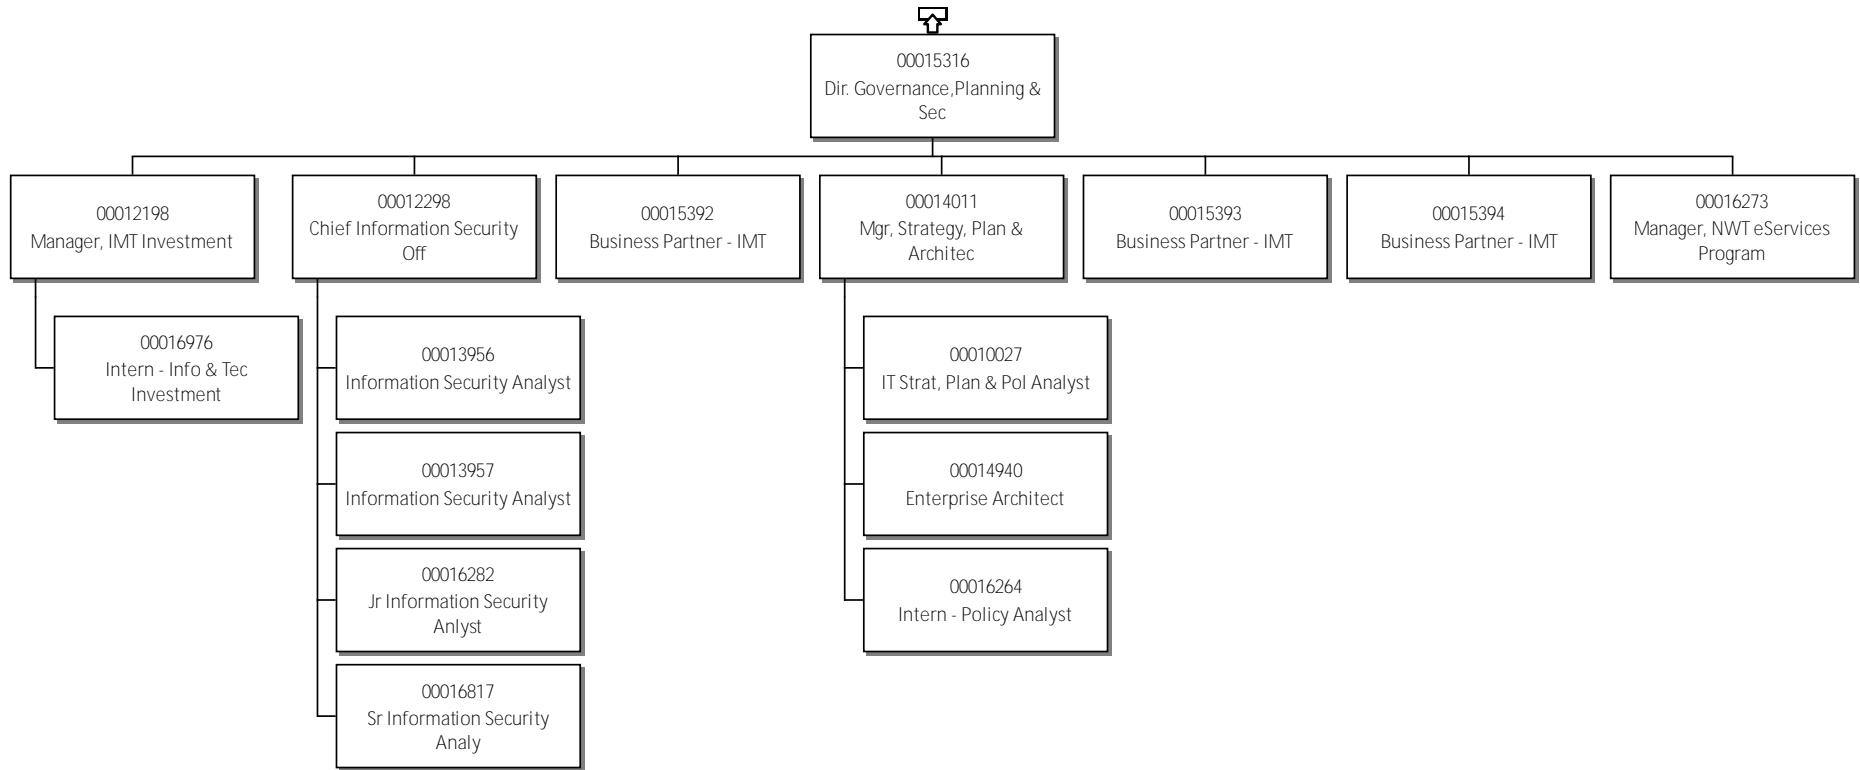 00015316
Dir. Governance,Planning &
Sec
00012198
Manager, IMT Investment
00012298
Chief Information Security
Off
00015392
Business Partner - IMT
00014011
Mgr, Strategy, Plan &
Architec
00015393
Business Partner - IMT
00015394
Business Partner - IMT
00016273
Manager, NWT eServices
Program
00016976
Intern - Info & Tec
Investment
00013956
Information Security Analyst
00013957
Information Security Analyst
00016282
Jr Information Security
Anlyst
00016817
Sr Information Security
Analy
00010027
IT Strat, Plan & Pol Analyst
00014940
Enterprise Architect
00016264
Intern - Policy Analyst